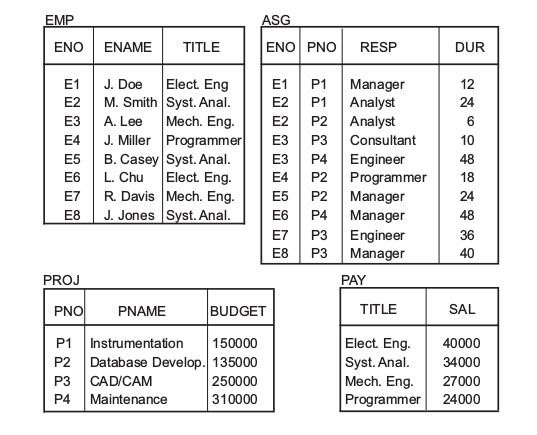 EMP
ENO ENAME TITLE
E1 J. Doe Elect. Eng
E2 M. Smith Syst. Anal.
E3 A. Lee Mech. Eng.
E4 J. Miller Programmer
E5 B. Casey Syst. Anal.
E6 L. Chu Elect. Eng.
E7 R. Davis Mech. Eng.
E8 J. Jones Syst. Anal.
ASG
ENO PNO RESP DUR
E1 P1 Manager 12
E2 P1 Analyst 24
E2 P2 Analyst 6
E3 P3 Consultant 10
E3 P4 Engineer 48
E4 P2 Programmer 18
E5 P2 Manager 24
E6 P4 Manager 48
E7 P3 Engineer 36
E8 P3 Manager 40
PROJ
PNO PNAME BUDGET
P1 Instrumentation 150000
P2 Database Develop. 135000
P3 CAD/CAM 250000
P4 Maintenance 310000
PAY
TITLE SAL
Elect. Eng. 40000
Syst. Anal. 34000
Mech. Eng. 27000
Programmer 24000